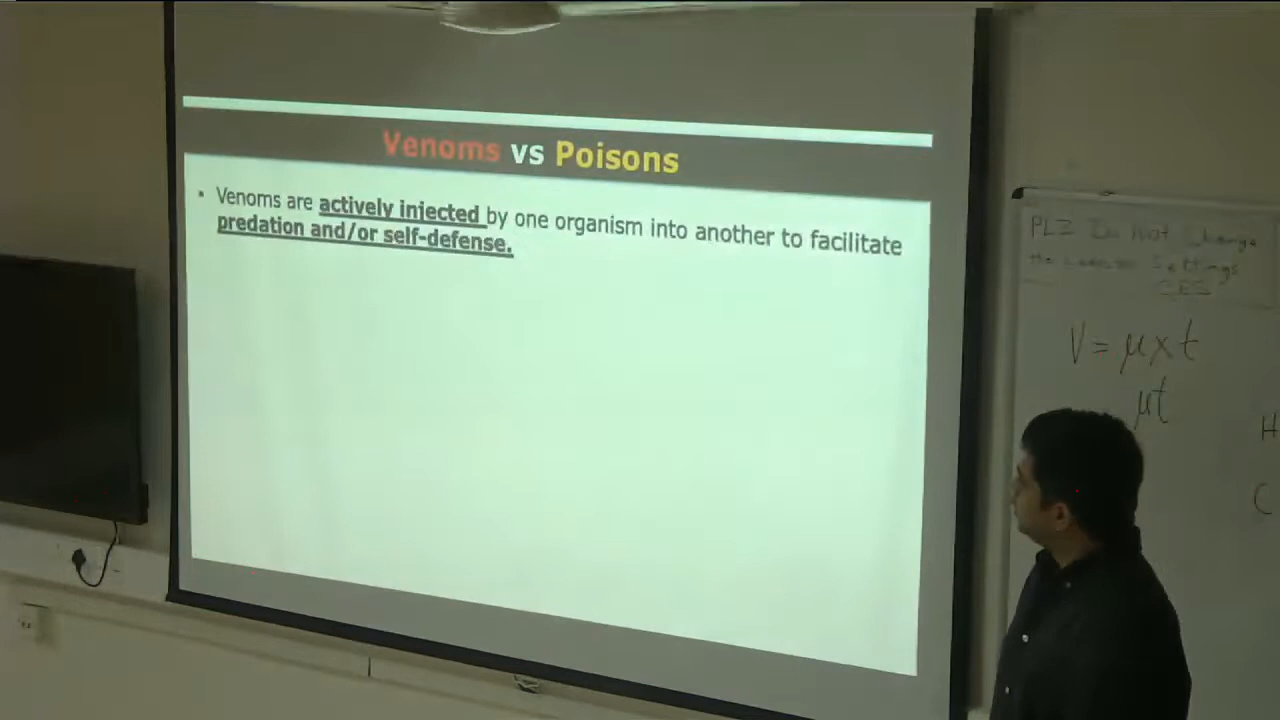 Venoms vs Poisons
• Venoms are actively injected by one organism into another to facilitate
predation and/or self-defense.
PLZ Do Not Change
the Settings
V = μ x t
μt
H
C